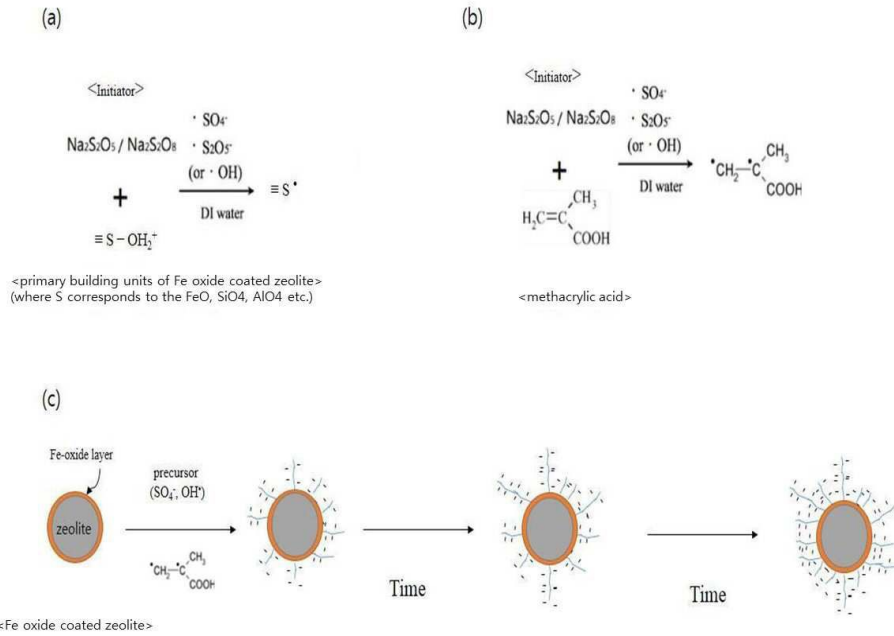 (a)
<Initiator>
Na₂S₂O₅ / Na₂S₂O₈
· SO₄⁻
· S₂O₅⁻
(or · OH)
DI water
+
≡ S – OH₂⁺
≡ S•
<primary building units of Fe oxide coated zeolite>
(where S corresponds to the FeO, SiO4, AlO4 etc.)
(b)
<Initiator>
Na₂S₂O₅ / Na₂S₂O₈
· SO₄⁻
· S₂O₅⁻
(or · OH)
DI water
+
H₂C=C
CH₃
COOH
•CH₂–•C
CH₃
COOH
<methacrylic acid>
(c)
Fe-oxide layer
zeolite
precursor
(SO₄⁻, OH•)
•CH₂–•C
CH₃
COOH
Time
Time
<Fe oxide coated zeolite>